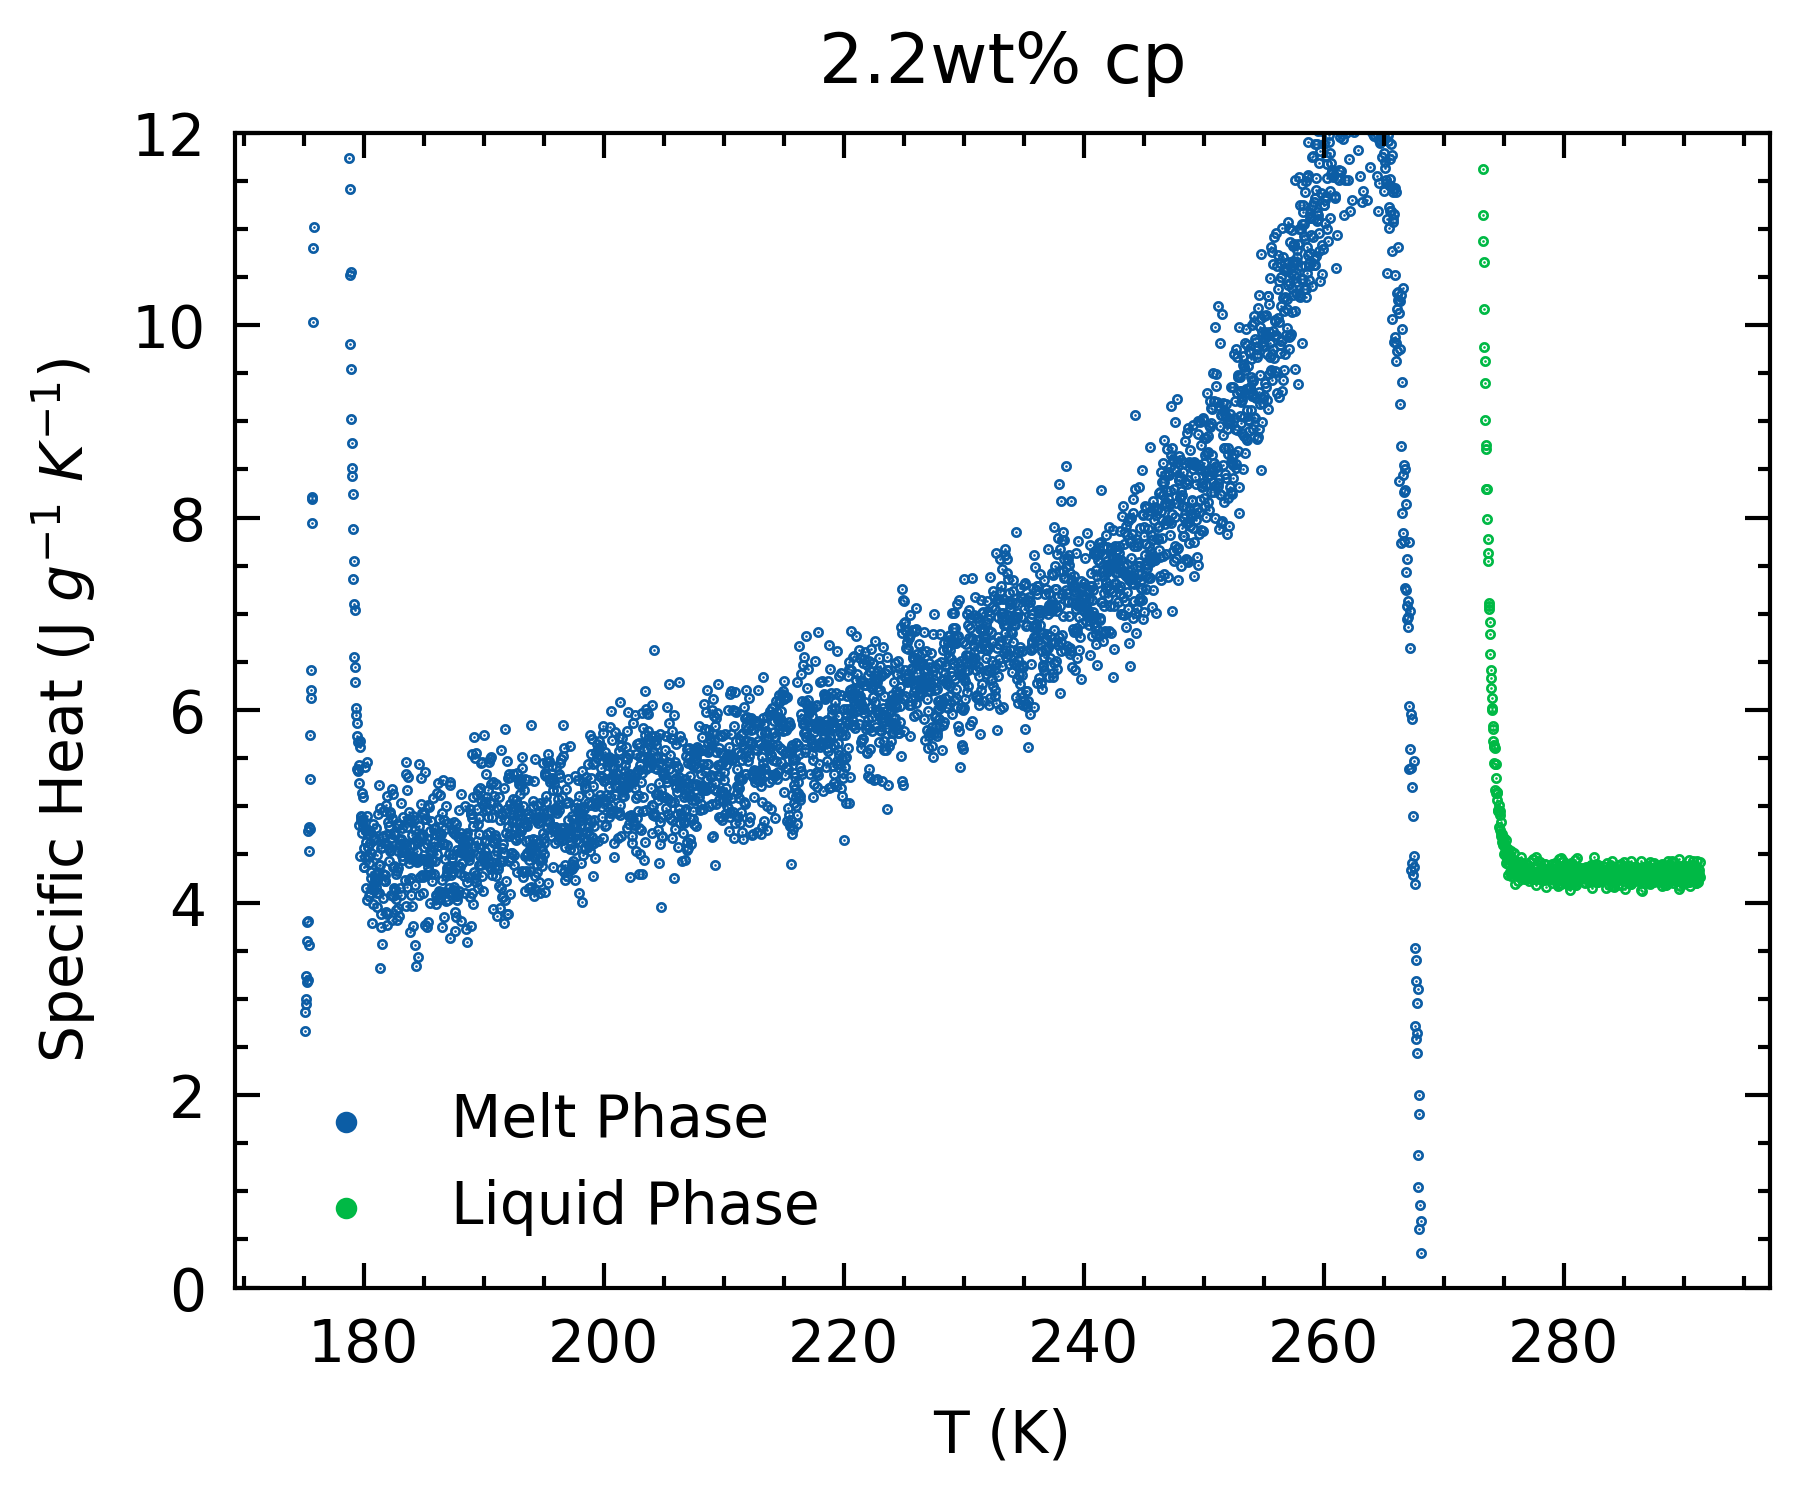 2.2wt% cp
12
10
8
6
4
2
0
Specific Heat (J g⁻¹ K⁻¹)
Melt Phase
Liquid Phase
180 200 220 240 260 280
T (K)